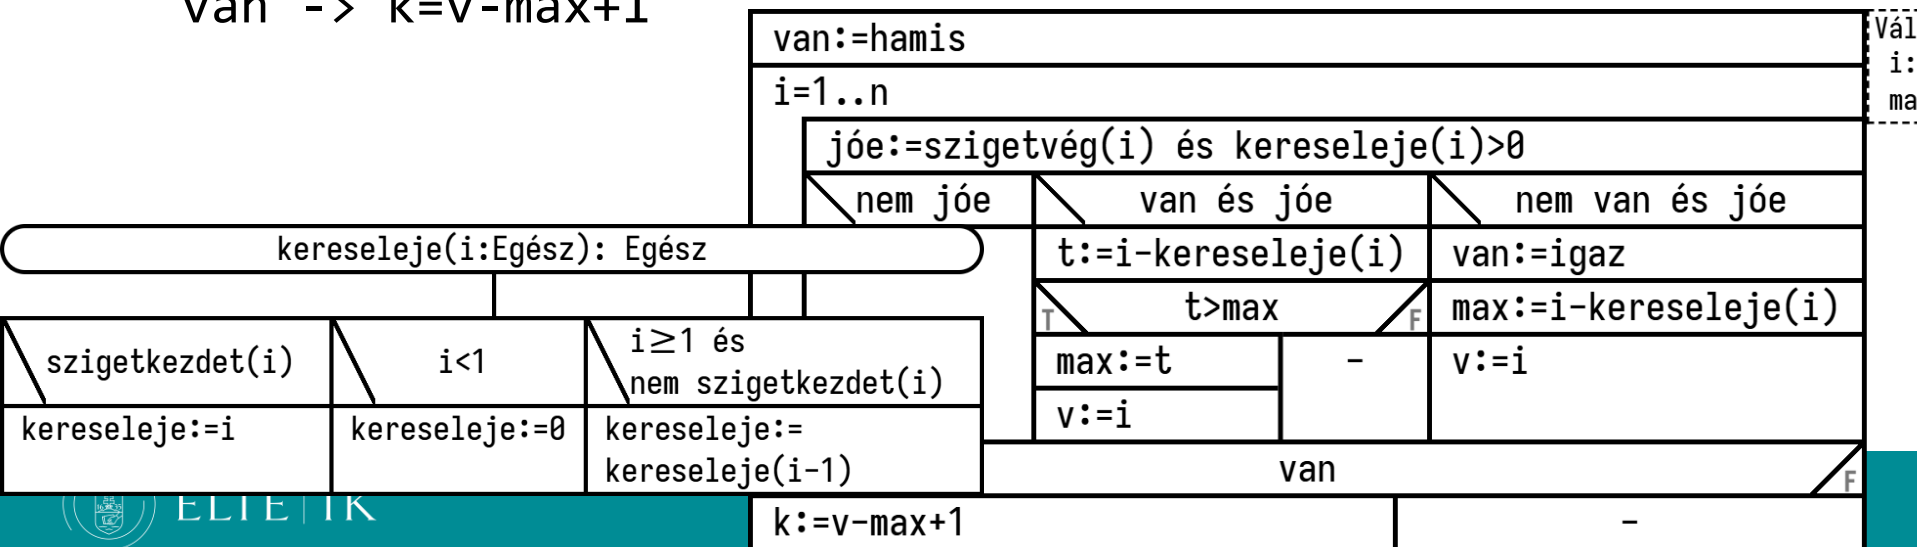 van -> k=v-max+1
van:=hamis
i=1..n
jóe:=szigetvég(i) és kereseleje(i)>0
nem jóe
van és jóe
nem van és jóe
t:=i-kereseleje(i)
van:=igaz
t>max
T
F
max:=i-kereseleje(i)
max:=t
-
v:=i
v:=i
van
F
k:=v-max+1
-
Vál
i:
ma
kereseleje(i:Egész): Egész
szigetkezdet(i)
i<1
i≥1 és
nem szigetkezdet(i)
kereseleje:=i
kereseleje:=0
kereseleje:=
kereseleje(i-1)
ELTE | IK